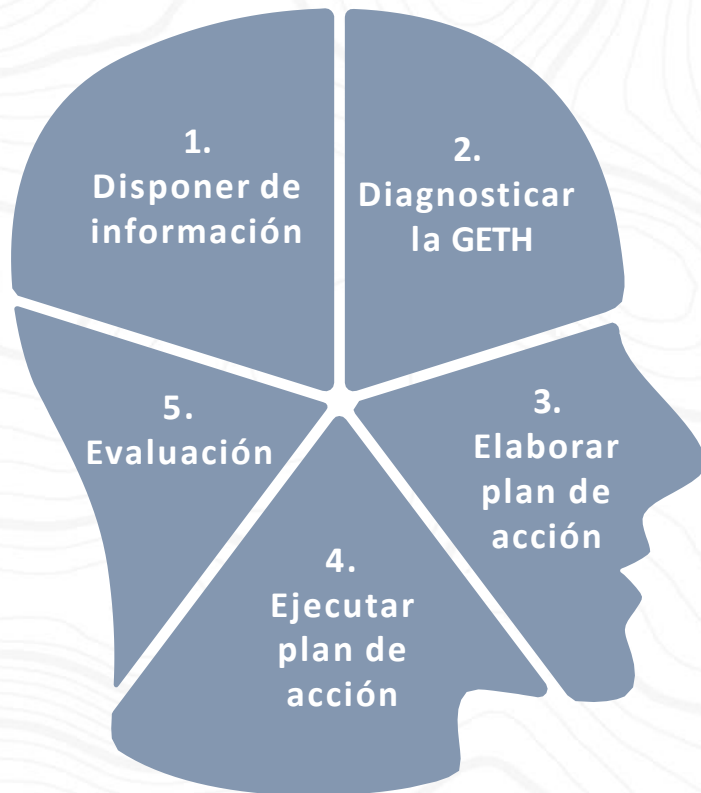 1.
Disponer de
información
2.
Diagnosticar
la GETH
3.
Elaborar
plan de
acción
4.
Ejecutar
plan de
acción
5.
Evaluación